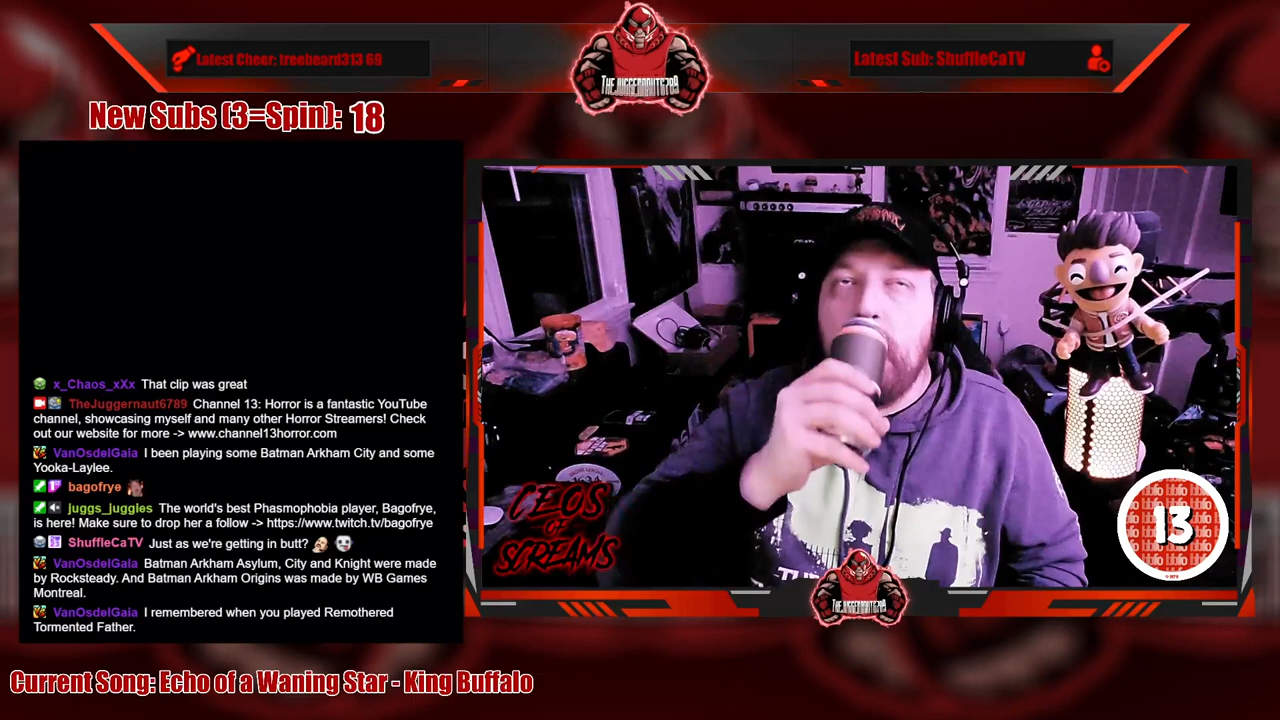 Latest Cheer: treebeard313 69
THEJUGGERNAUT6789
Latest Sub: ShuffleCaTV
New Subs (3=Spin): 18
x_Chaos_xXx That clip was great
TheJuggernaut6789 Channel 13: Horror is a fantastic YouTube
channel, showcasing myself and many other Horror Streamers! Check
out our website for more -> www.channel13horror.com
VanOsdelGaia I been playing some Batman Arkham City and some
Yooka-Laylee.
bagofrye
juggs_juggles The world's best Phasmophobia player, Bagofrye,
is here! Make sure to drop her a follow -> https://www.twitch.tv/bagofrye
ShuffleCaTV Just as we're getting in butt?
VanOsdelGaia Batman Arkham Asylum, City and Knight were made
by Rocksteady. And Batman Arkham Origins was made by WB Games
Montreal.
VanOsdelGaia I remembered when you played Remothered
Tormented Father.
CEOS
OF
SCREAMS
13
THEJUGGERNAUT6789
Current Song: Echo of a Waning Star - King Buffalo